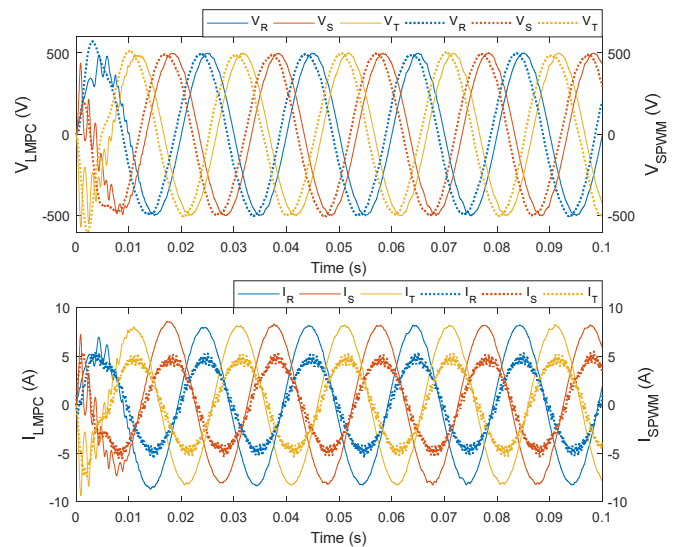 V_R V_S V_T V_R V_S V_T
500 500
0 0
-500 -500
V_LMPC (V)
V_SPWM (V)
0 0.01 0.02 0.03 0.04 0.05 0.06 0.07 0.08 0.09 0.1
Time (s)
I_R I_S I_T I_R I_S I_T
10 10
5 5
0 0
-5 -5
-10 -10
I_LMPC (A)
I_SPWM (A)
0 0.01 0.02 0.03 0.04 0.05 0.06 0.07 0.08 0.09 0.1
Time (s)